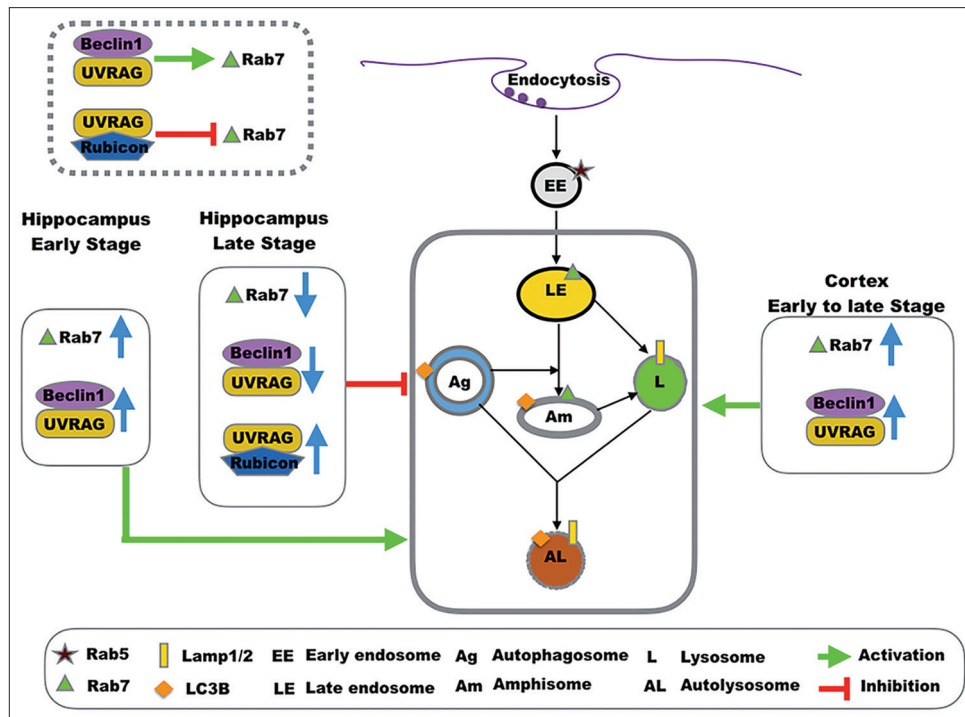 Beclin1
UVRAG
Rab7
UVRAG
Rubicon
Rab7
Endocytosis
EE
Hippocampus
Early Stage
Rab7
Beclin1
UVRAG
Hippocampus
Late Stage
Rab7
Beclin1
UVRAG
UVRAG
Rubicon
LE
Ag
Am
L
AL
Cortex
Early to late Stage
Rab7
Beclin1
UVRAG
Rab5 Lamp1/2 EE Early endosome Ag Autophagosome L Lysosome Activation
Rab7 LC3B LE Late endosome Am Amphisome AL Autolysosome Inhibition